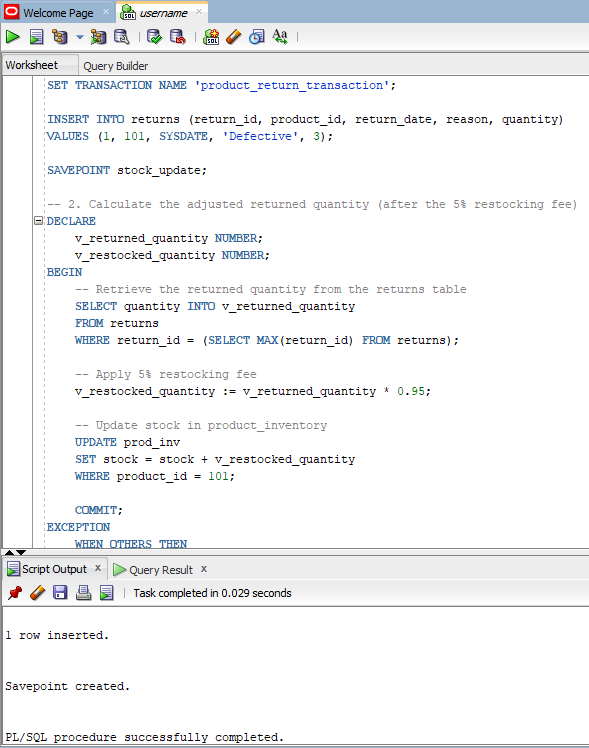 Welcome Page × username ×
Worksheet Query Builder
SET TRANSACTION NAME 'product_return_transaction';
INSERT INTO returns (return_id, product_id, return_date, reason, quantity)
VALUES (1, 101, SYSDATE, 'Defective', 3);
SAVEPOINT stock_update;
-- 2. Calculate the adjusted returned quantity (after the 5% restocking fee)
DECLARE
v_returned_quantity NUMBER;
v_restocked_quantity NUMBER;
BEGIN
-- Retrieve the returned quantity from the returns table
SELECT quantity INTO v_returned_quantity
FROM returns
WHERE return_id = (SELECT MAX(return_id) FROM returns);
-- Apply 5% restocking fee
v_restocked_quantity := v_returned_quantity * 0.95;
-- Update stock in product_inventory
UPDATE prod_inv
SET stock = stock + v_restocked_quantity
WHERE product_id = 101;
COMMIT;
EXCEPTION
WHEN OTHERS THEN
Script Output × Query Result ×
Task completed in 0.029 seconds
1 row inserted.
Savepoint created.
PL/SQL procedure successfully completed.